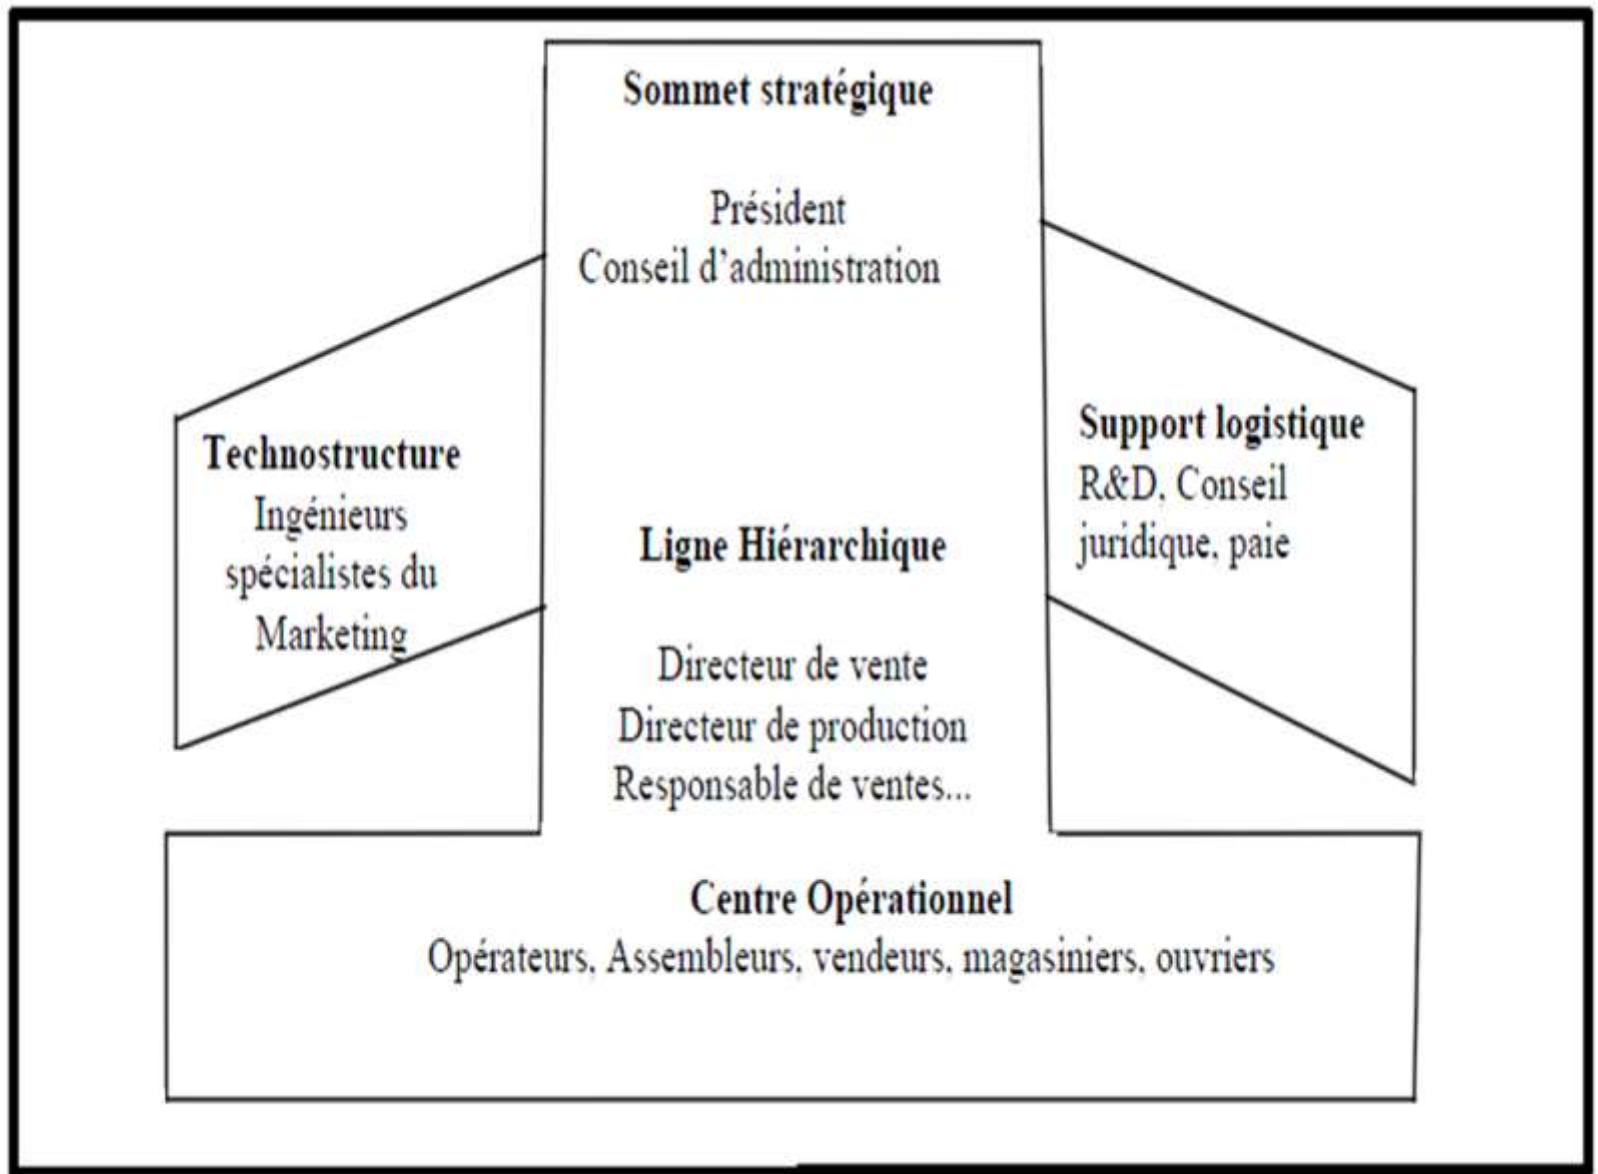 Sommet stratégique
Président
Conseil d'administration
Technostructure
Ingénieurs
spécialistes du
Marketing
Support logistique
R&D, Conseil
juridique, paie
Ligne Hiérarchique
Directeur de vente
Directeur de production
Responsable de ventes...
Centre Opérationnel
Opérateurs, Assembleurs, vendeurs, magasiniers, ouvriers